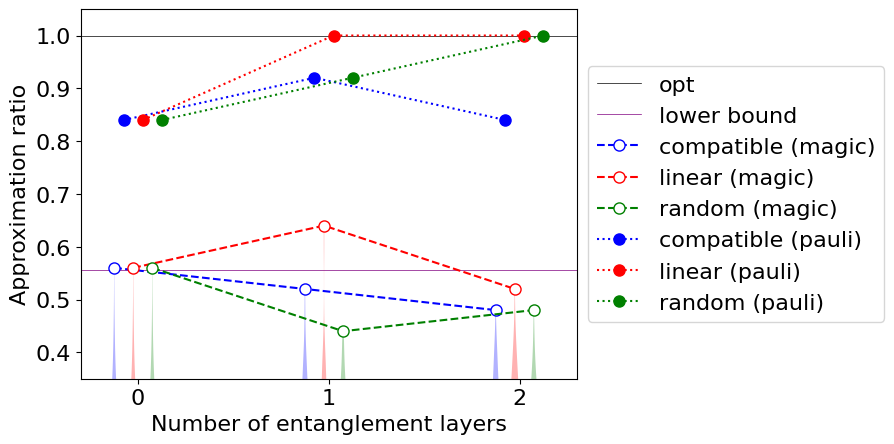 Approximation ratio
1.0
0.9
0.8
0.7
0.6
0.5
0.4
0 1 2
Number of entanglement layers
opt
lower bound
compatible (magic)
linear (magic)
random (magic)
compatible (pauli)
linear (pauli)
random (pauli)